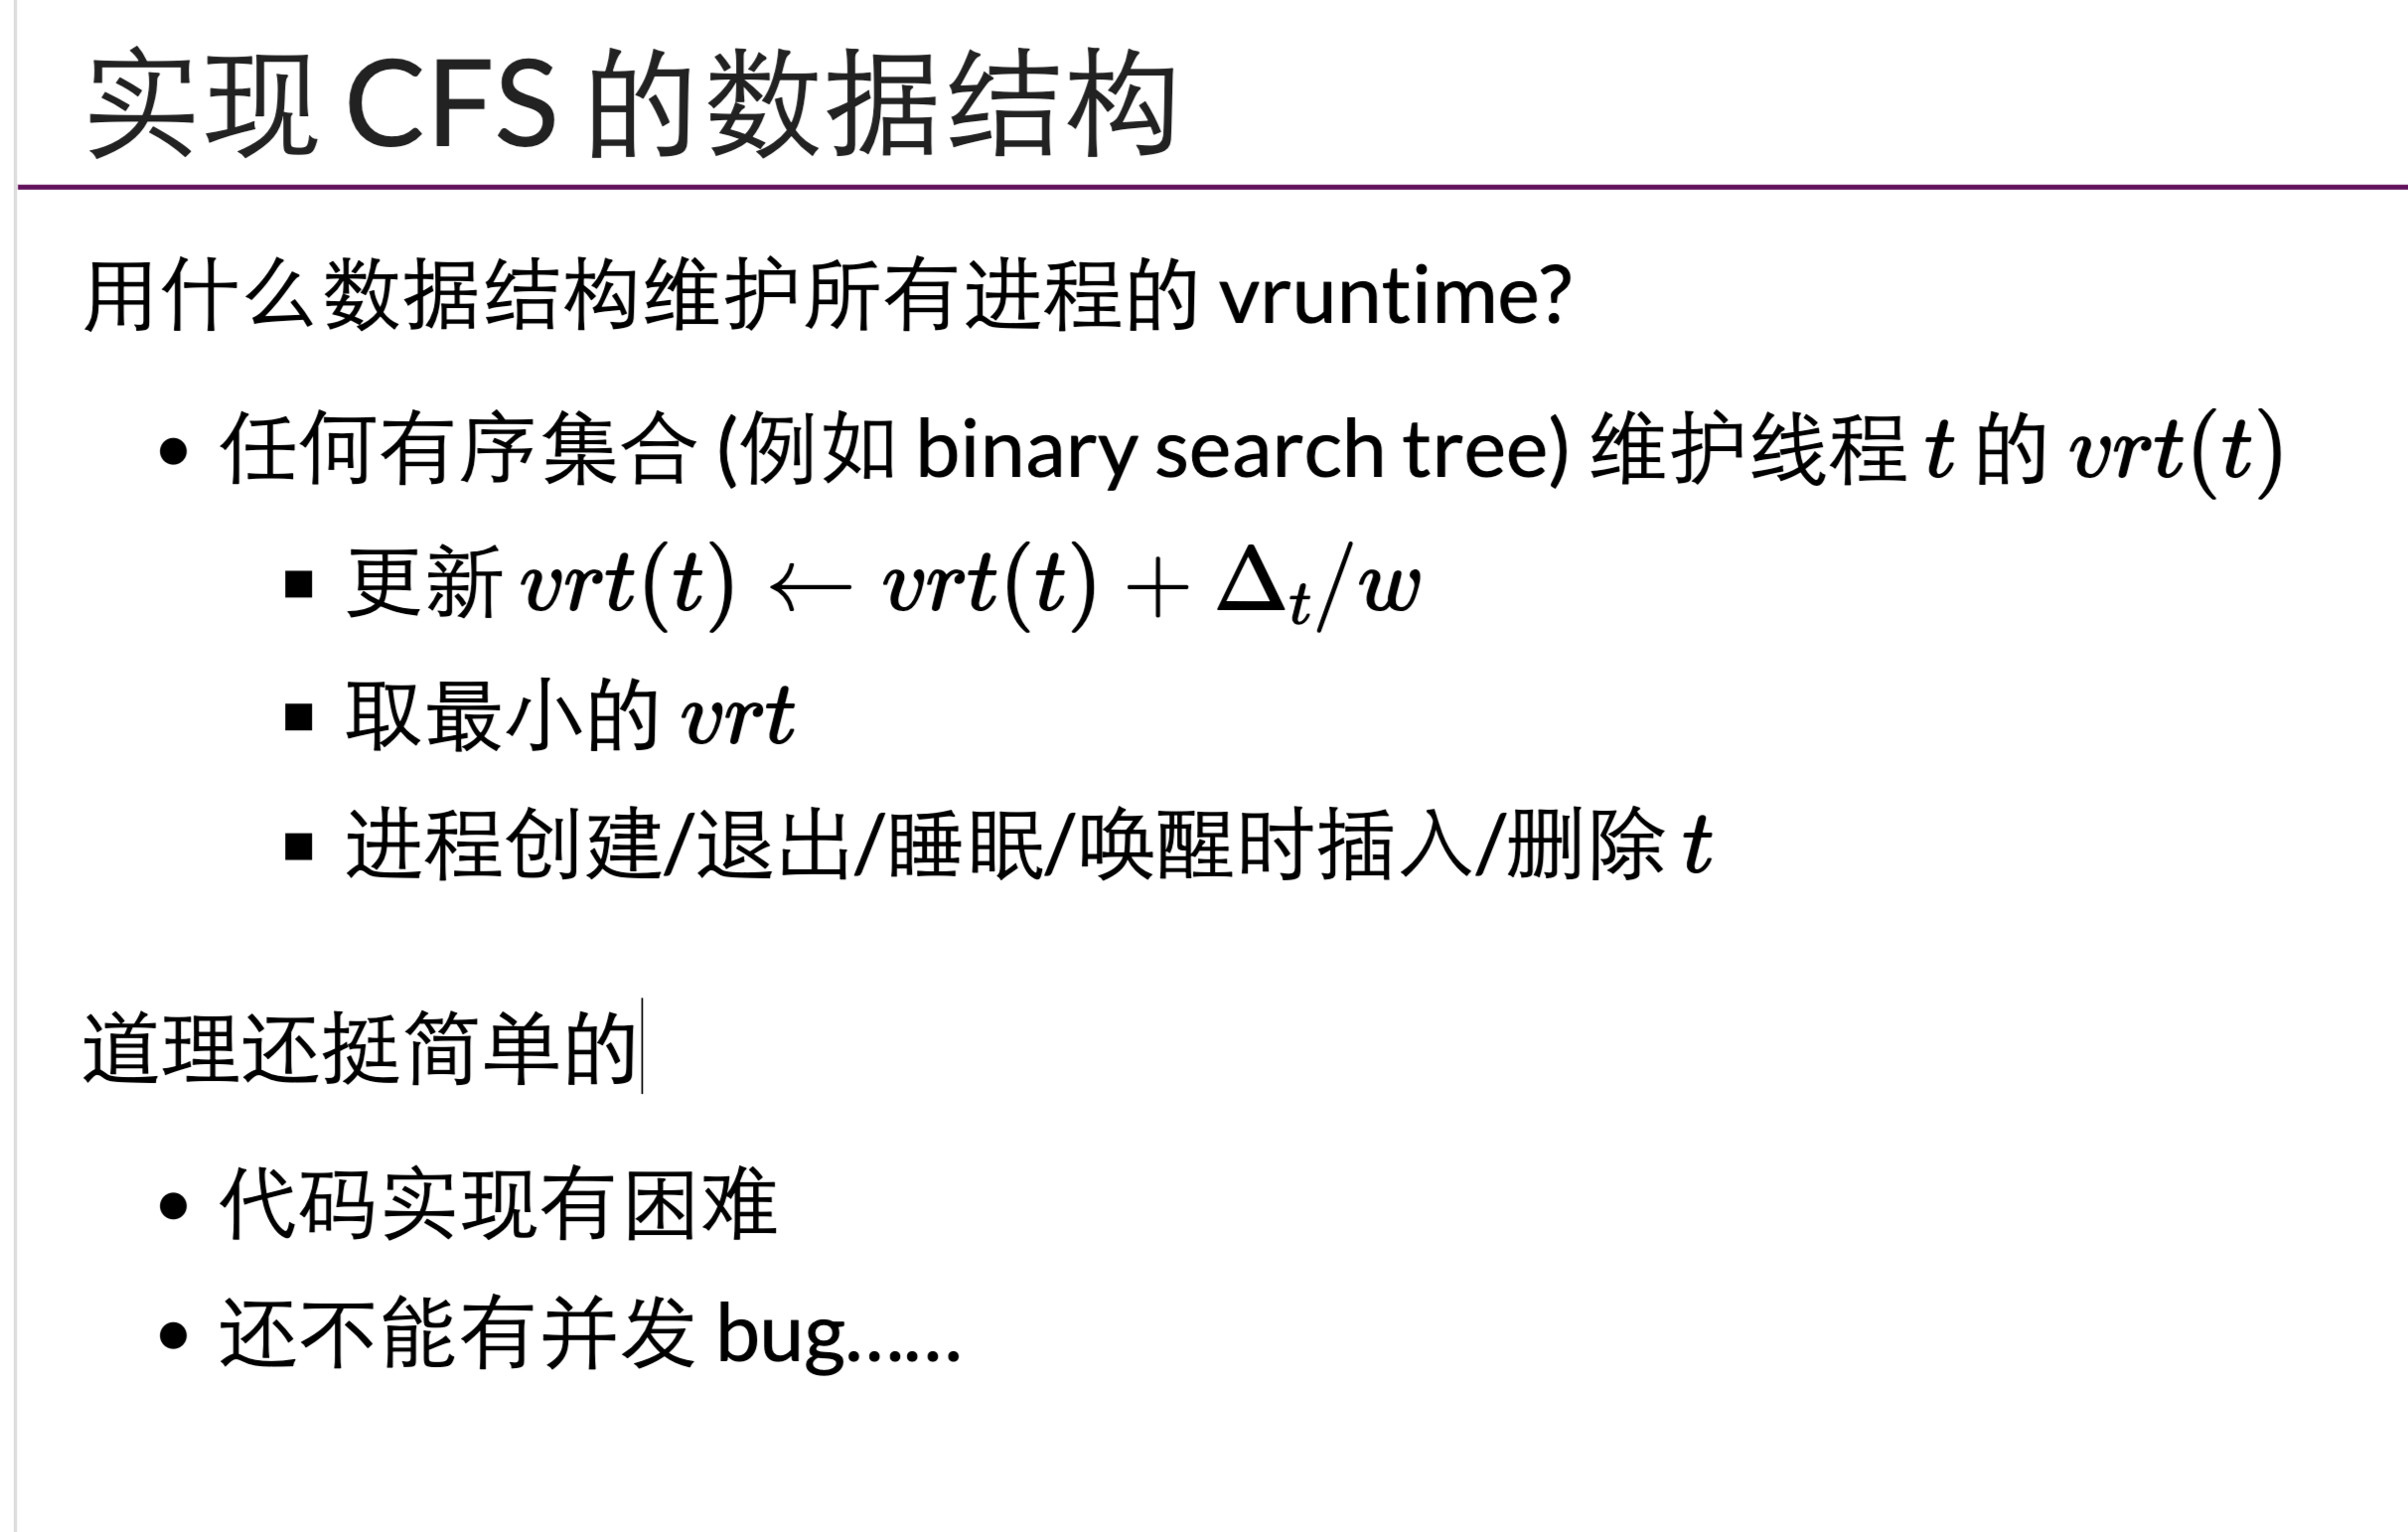 实现 CFS 的数据结构
用什么数据结构维护所有进程的 vruntime?
• 任何有序集合 (例如 binary search tree) 维护线程 t 的 vrt(t)
▪ 更新 vrt(t) ← vrt(t) + Δₜ/w
▪ 取最小的 vrt
▪ 进程创建/退出/睡眠/唤醒时插入/删除 t
道理还挺简单的
• 代码实现有困难
• 还不能有并发 bug……